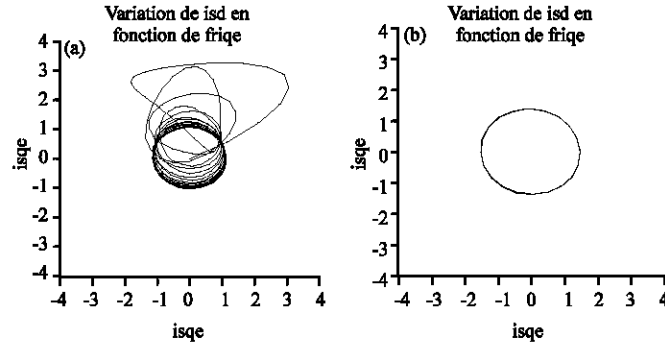 Variation de isd en
fonction de friqe
(a)
isqe
4
3
2
1
0
-1
2
3
-4
-4 -3 -2 -1 0 1 2 3 4
isqe
Variation de isd en
fonction de friqe
(b)
isqe
4
3
2
1
0
-1
2
3
-4
-4 -3 -2 -1 0 1 2 3 4
isqe